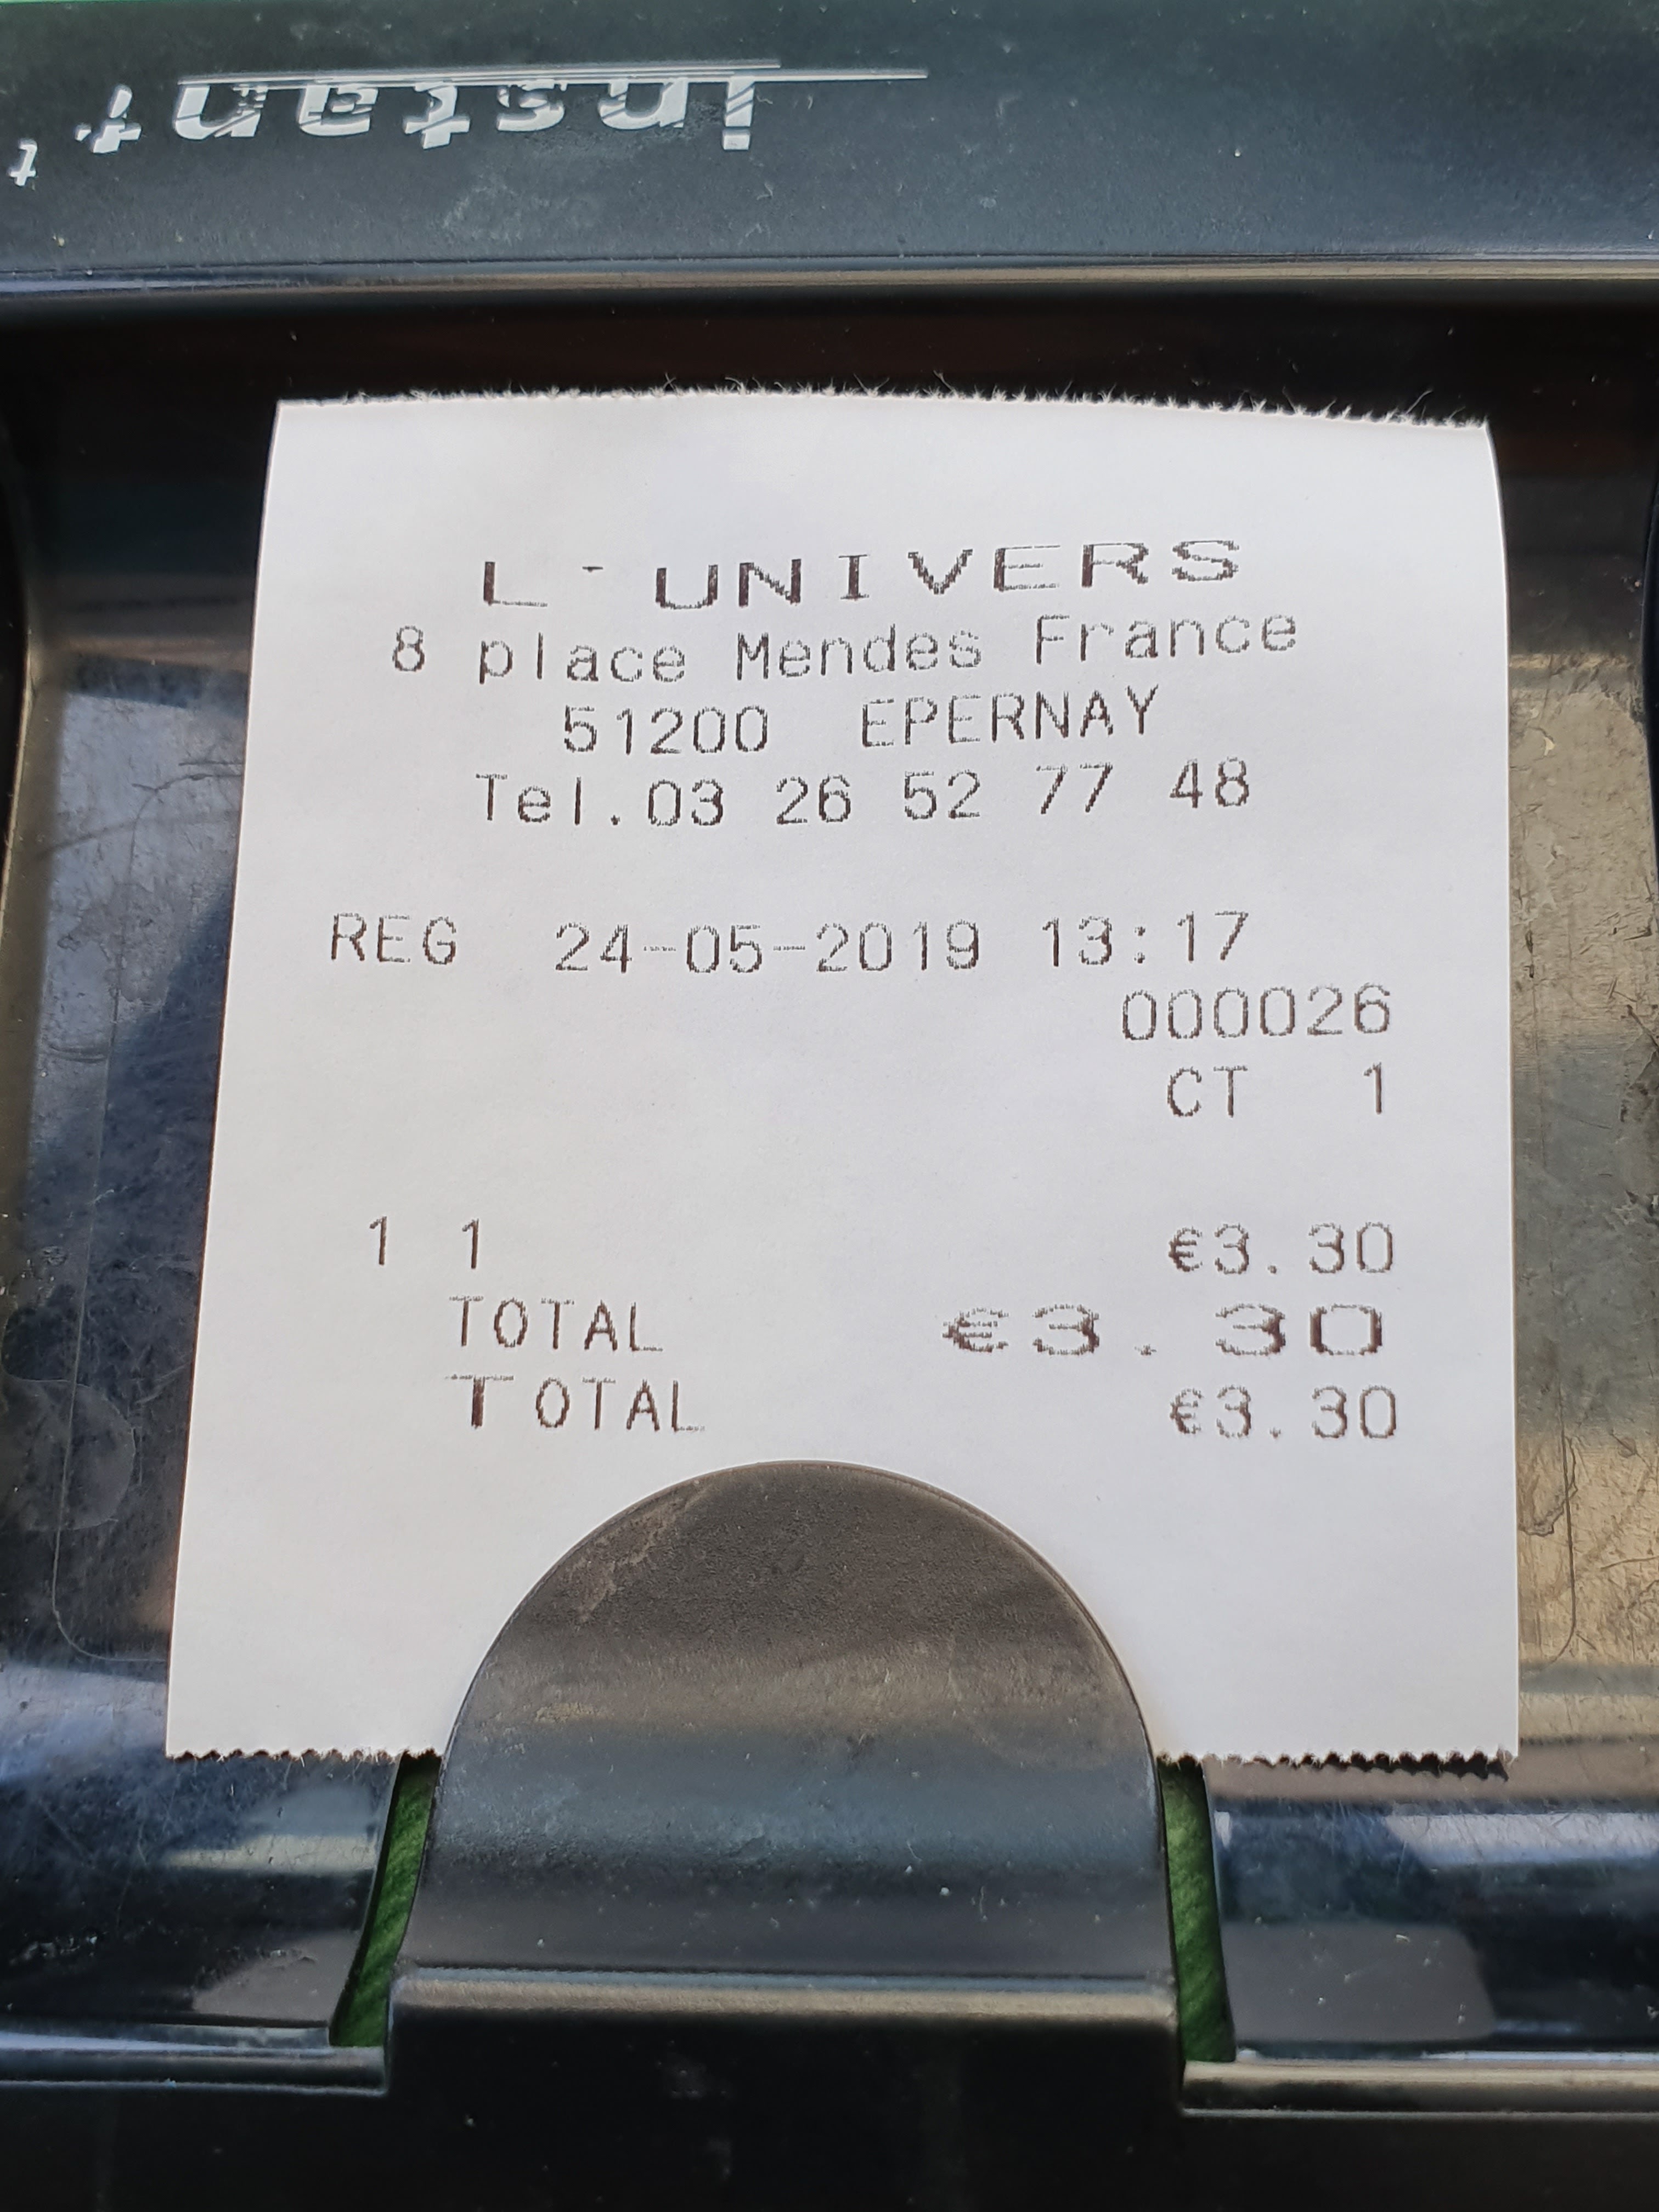 instant
L'UNIVERS
8 place Mendes France
51200 EPERNAY
Tel.03 26 52 77 48
REG 24-05-2019 13:17
000026
CT 1
1 1 €3.30
TOTAL €3.30
TOTAL €3.30